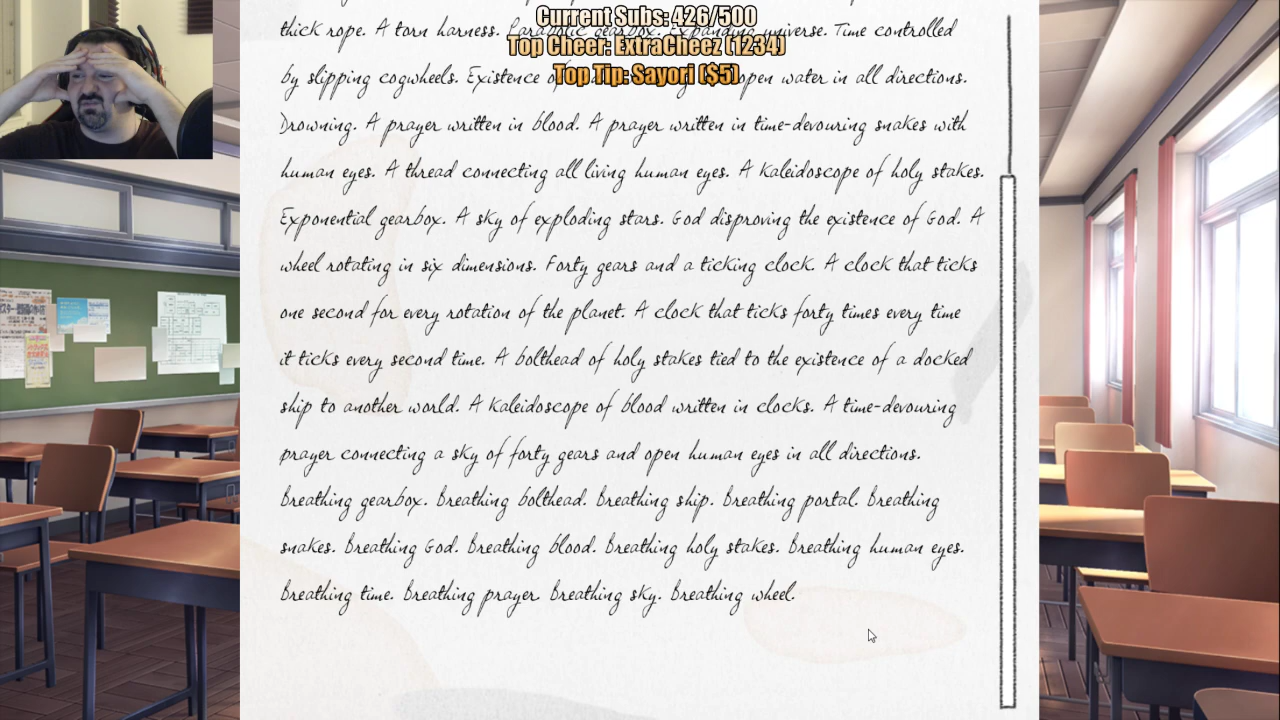 Current Subs: 426/500
Top Cheer: ExtraCheez (1234)
Top Tip: Sayori ($5)
thick rope. A torn harness. Parabolic gearbox. Expanding universe. Time controlled
by slipping cogwheels. Existence open water in all directions.
Drowning. A prayer written in blood. A prayer written in time-devouring snakes with
human eyes. A thread connecting all living human eyes. A kaleidoscope of holy stakes.
Exponential gearbox. A sky of exploding stars. God disproving the existence of God. A
wheel rotating in six dimensions. Forty gears and a ticking clock. A clock that ticks
one second for every rotation of the planet. A clock that ticks forty times every time
it ticks every second time. A bolthead of holy stakes tied to the existence of a docked
ship to another world. A kaleidoscope of blood written in clocks. A time-devouring
prayer connecting a sky of forty gears and open human eyes in all directions.
Breathing gearbox. Breathing bolthead. Breathing ship. Breathing portal. Breathing
snakes. Breathing God. Breathing blood. Breathing holy stakes. Breathing human eyes.
Breathing time. Breathing prayer. Breathing sky. Breathing wheel.